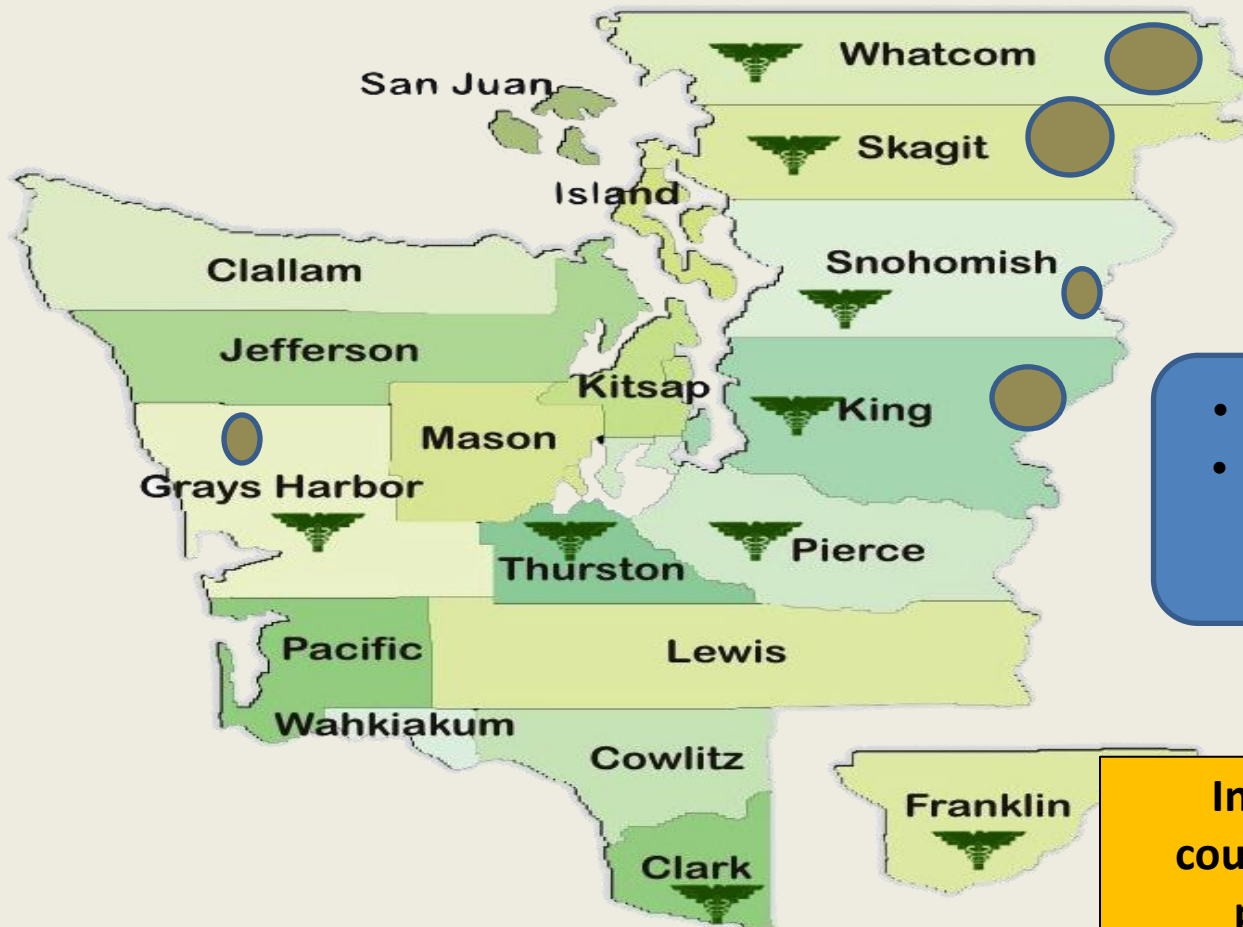 Whatcom
San Juan
Skagit
Island
Snohomish
Clallam
Jefferson
Kitsap
King
Mason
Grays Harbor
Pierce
Thurston
Pacific
Lewis
Wahkiakum
Cowlitz
Franklin
Clark
•
•